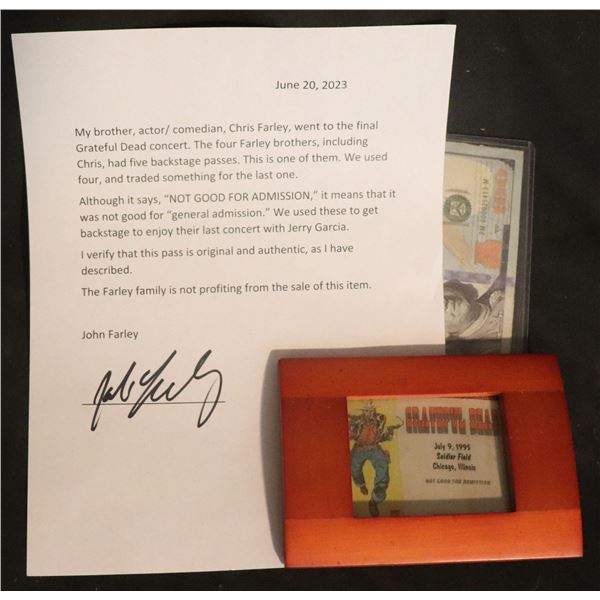 June 20, 2023
My brother, actor/ comedian, Chris Farley, went to the final
Grateful Dead concert. The four Farley brothers, including
Chris, had five backstage passes. This is one of them. We used
four, and traded something for the last one.
Although it says, “NOT GOOD FOR ADMISSION,” it means that it
was not good for “general admission.” We used these to get
backstage to enjoy their last concert with Jerry Garcia.
I verify that this pass is original and authentic, as I have
described.
The Farley family is not profiting from the sale of this item.
John Farley
GRATEFUL DEAD
July 9, 1995
Soldier Field
Chicago, Illinois
NOT GOOD FOR ADMISSION